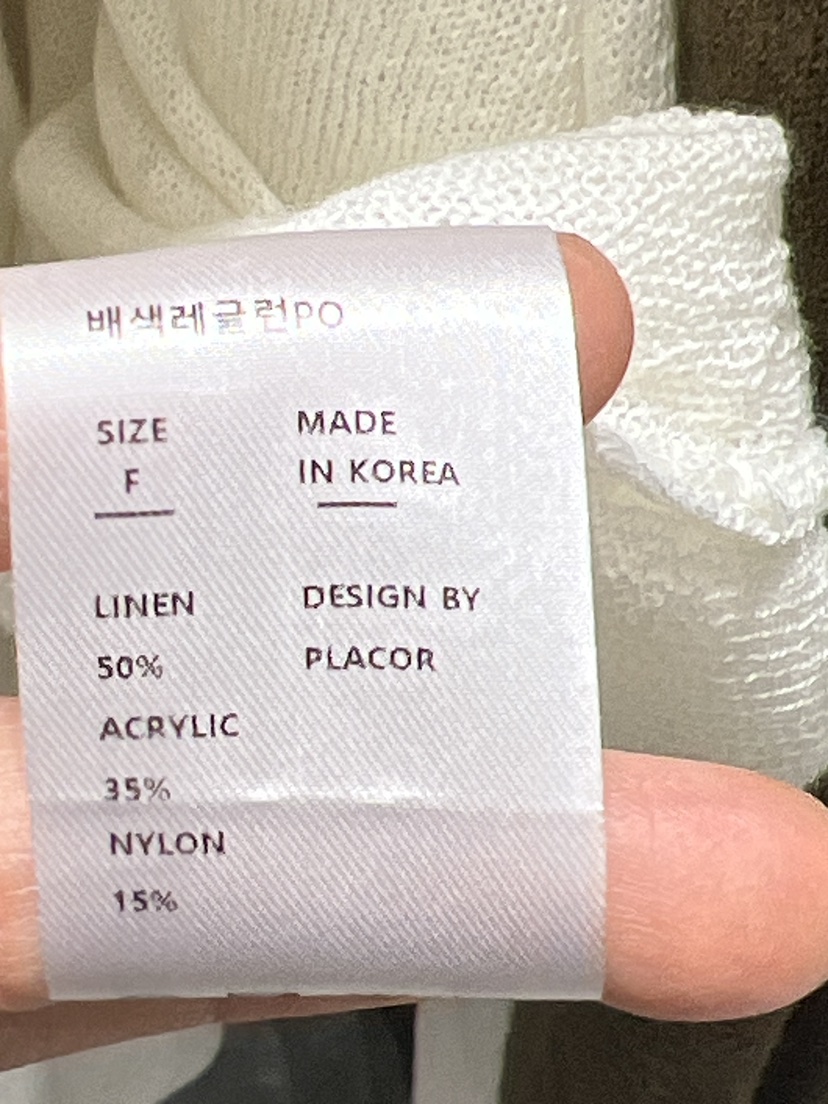 배색레글런PO
SIZE
F
MADE
IN KOREA
LINEN
50%
ACRYLIC
35%
NYLON
15%
DESIGN BY
PLACOR